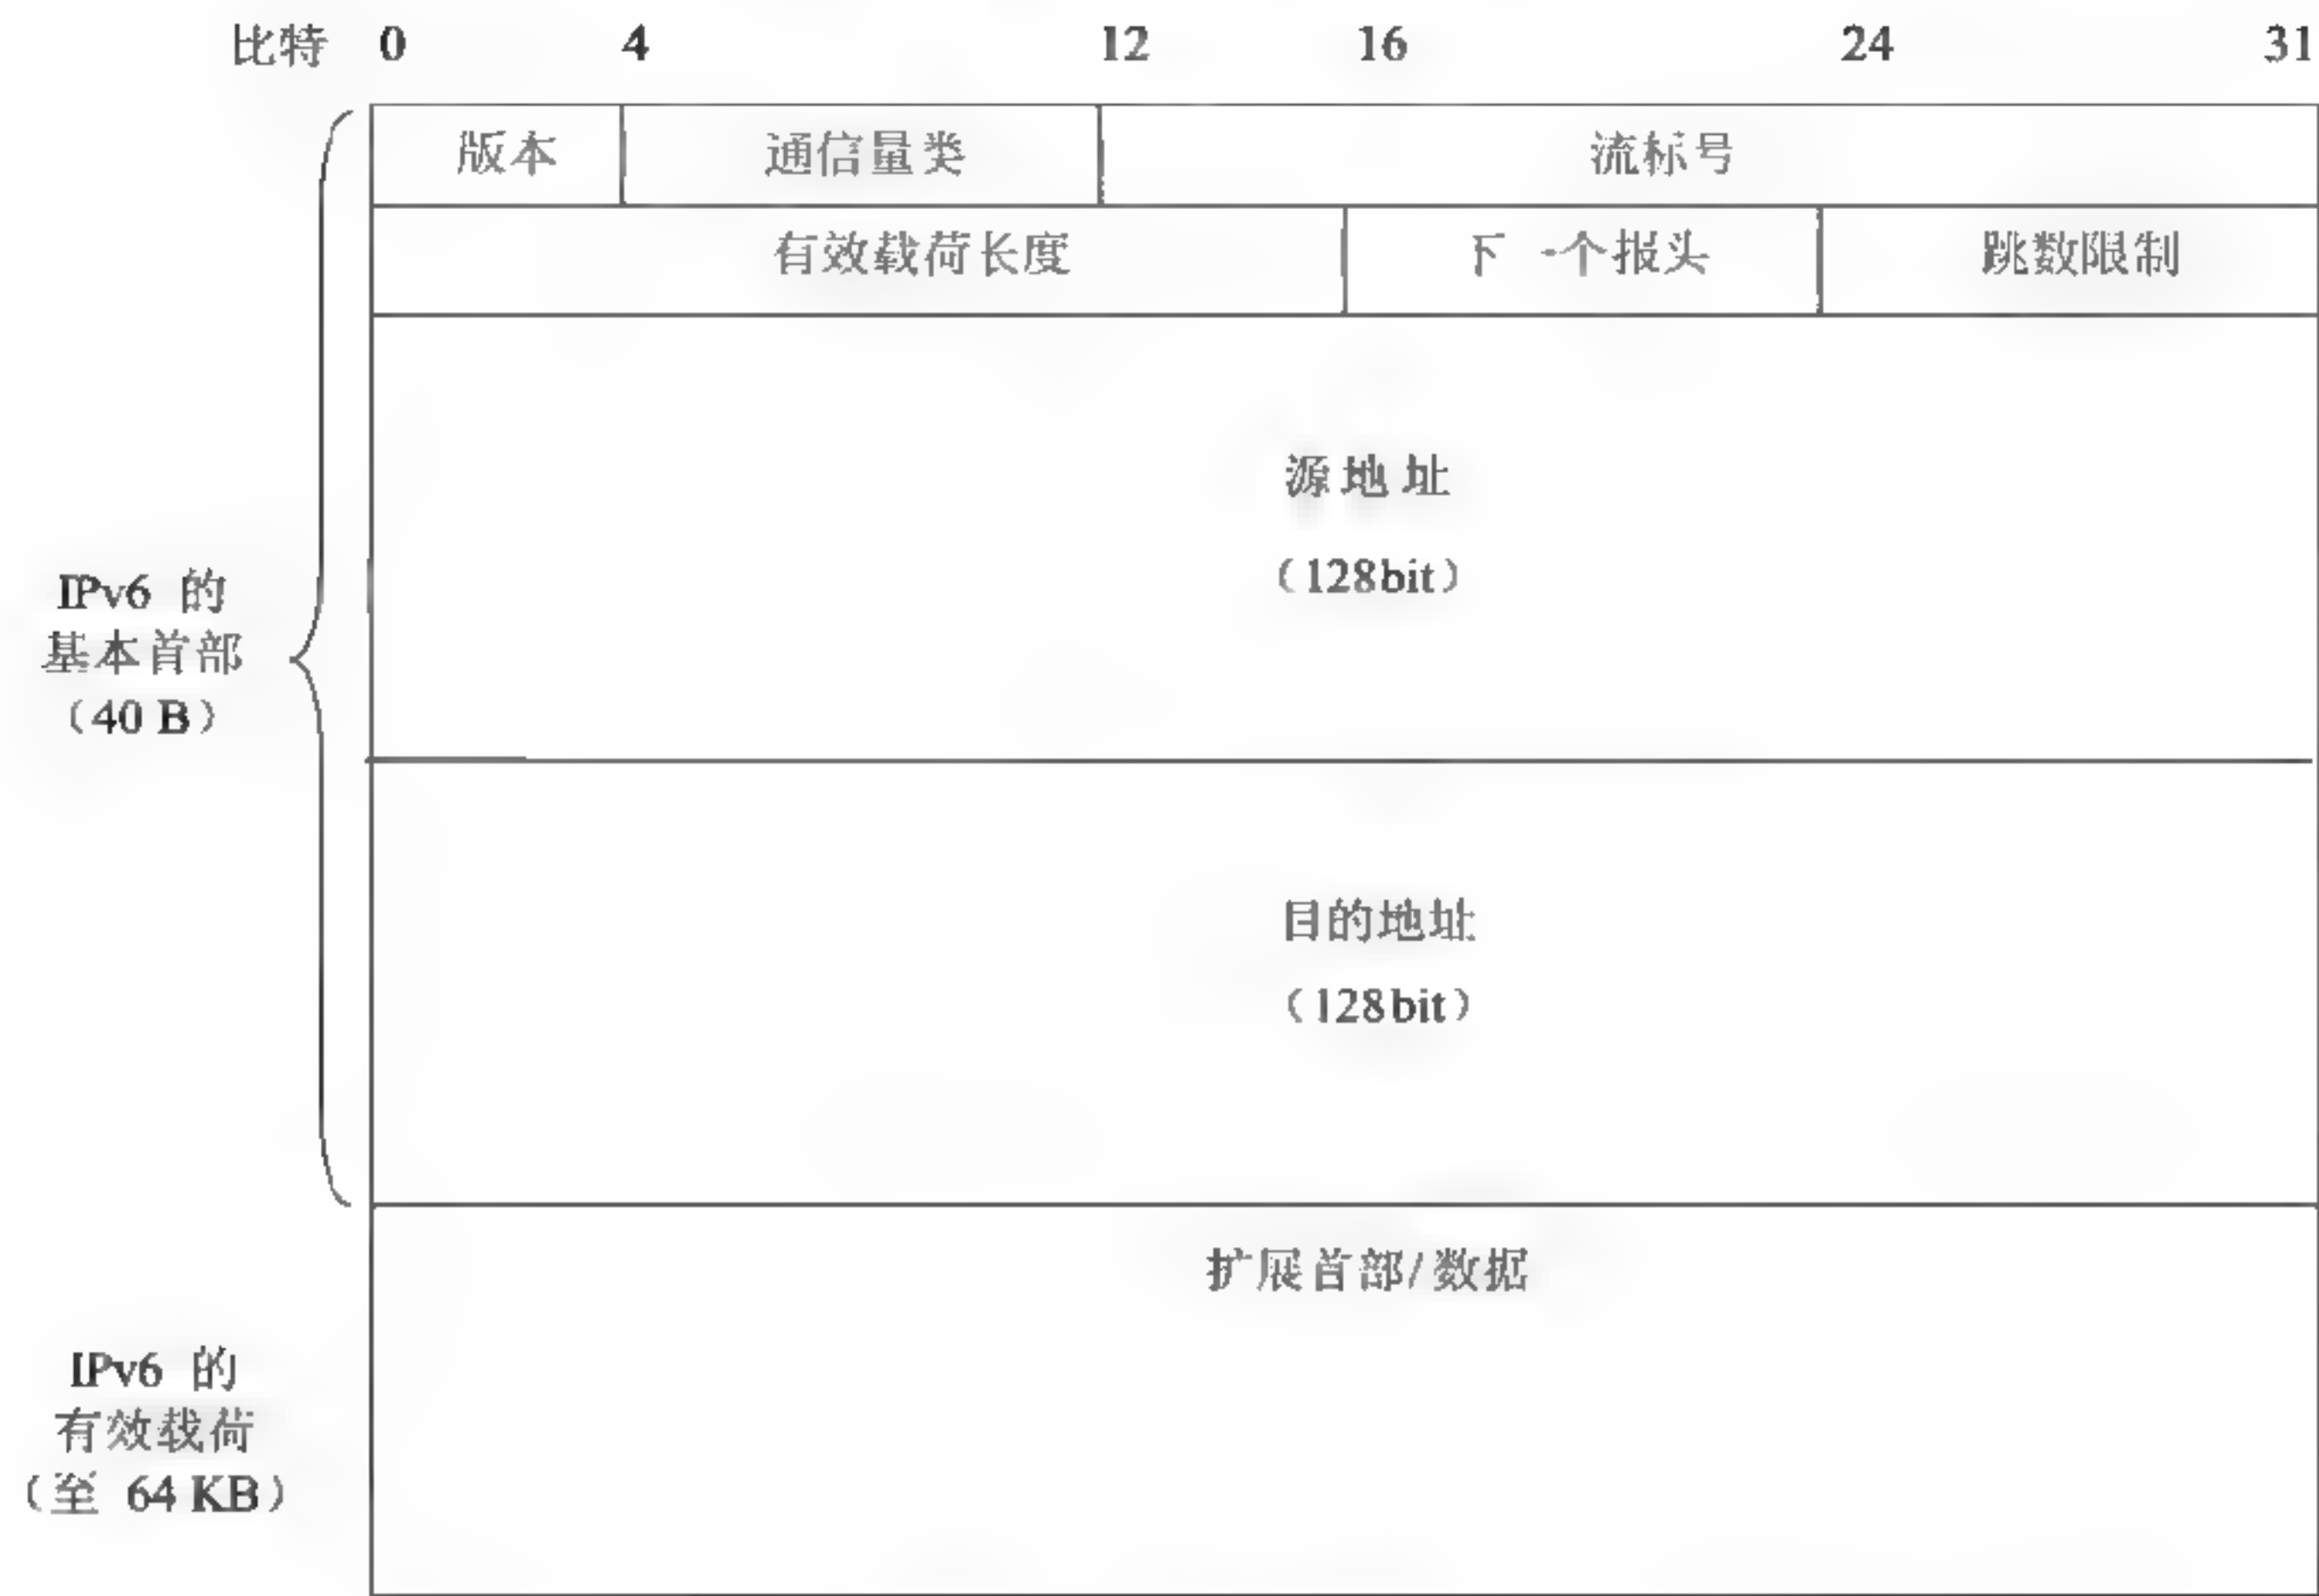 比特 0 4 12 16 24 31
版本 通信量类 流标号
有效载荷长度 下一个报头 跳数限制
源地址
(128bit)
IPv6 的
基本首部
(40 B)
目的地址
(128bit)
扩展首部/数据
IPv6 的
有效载荷
(至 64 KB)